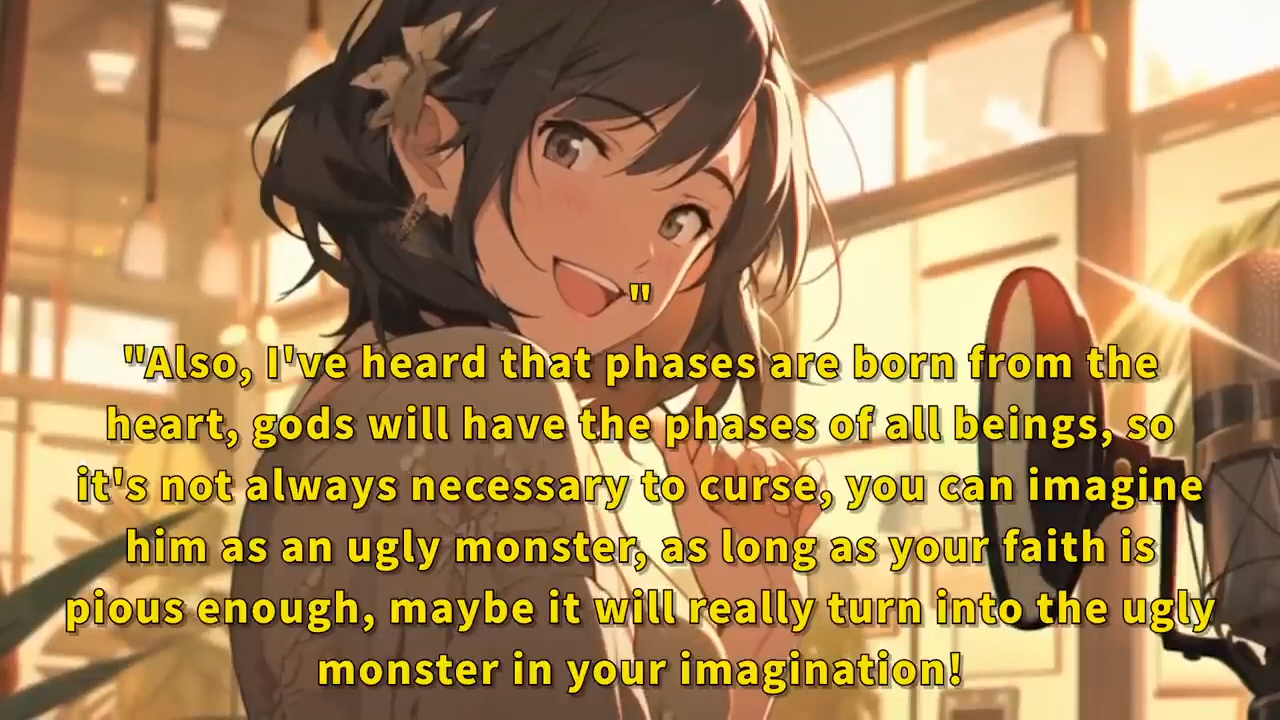 "
"Also, I've heard that phases are born from the
heart, gods will have the phases of all beings, so
it's not always necessary to curse, you can imagine
him as an ugly monster, as long as your faith is
pious enough, maybe it will really turn into the ugly
monster in your imagination!